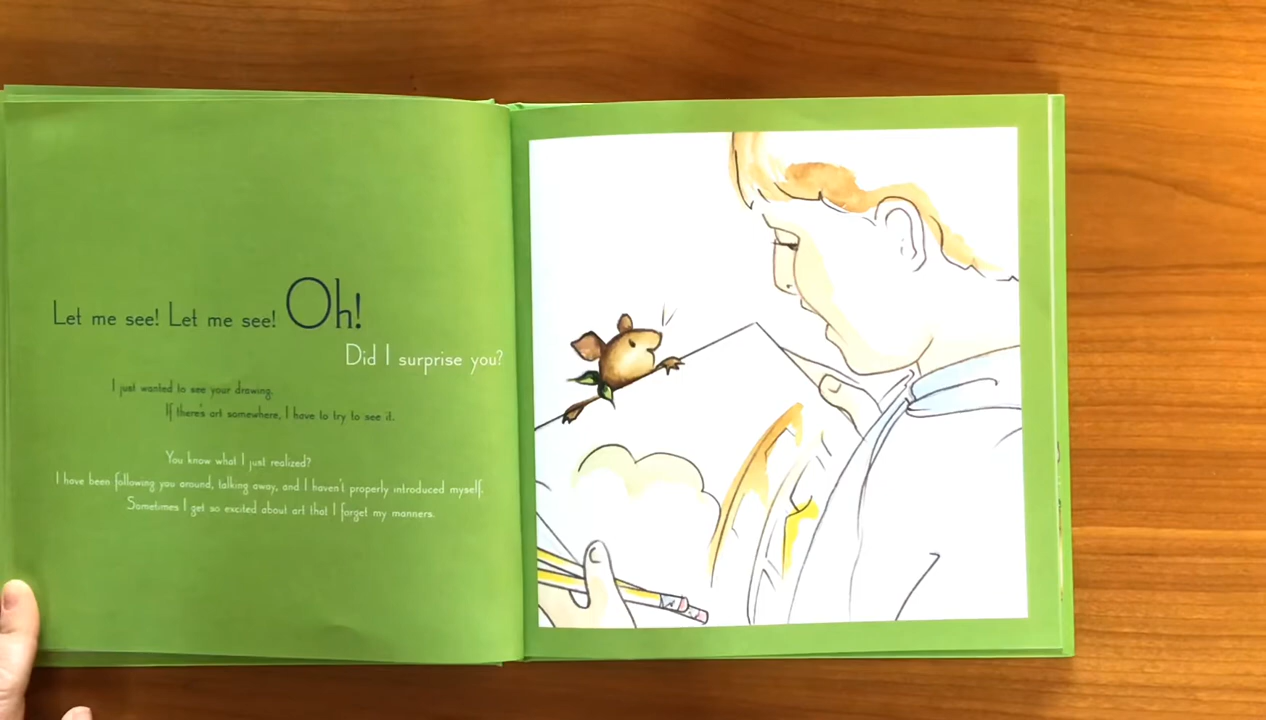 Let me see! Let me see! Oh!
Did I surprise you?
I just wanted to see your drawing.
If there's art somewhere, I have to try to see it.
You know what I just realized?
I have been following you around, talking away, and I haven't properly introduced myself.
Sometimes I get so excited about art that I forget my manners.